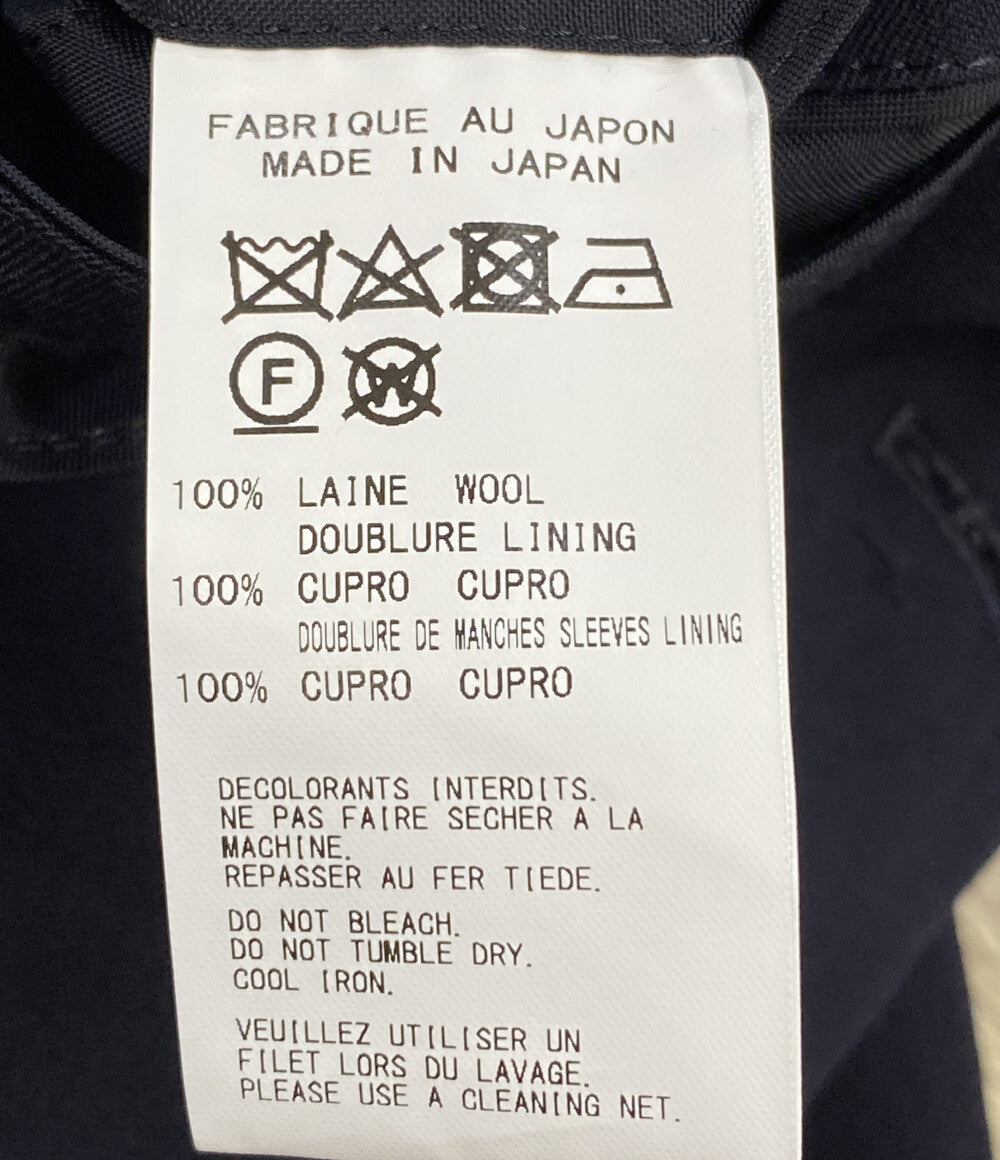 FABRIQUE AU JAPON
MADE IN JAPAN
F
W
100% LAINE WOOL
DOUBLURE LINING
100% CUPRO CUPRO
DOUBLURE DE MANCHES SLEEVES LINING
100% CUPRO CUPRO
DECOLORANTS INTERDITS.
NE PAS FAIRE SECHER A LA
MACHINE.
REPASSER AU FER TIEDE.
DO NOT BLEACH.
DO NOT TUMBLE DRY.
COOL IRON.
VEUILLEZ UTILISER UN
FILET LORS DU LAVAGE.
PLEASE USE A CLEANING NET.